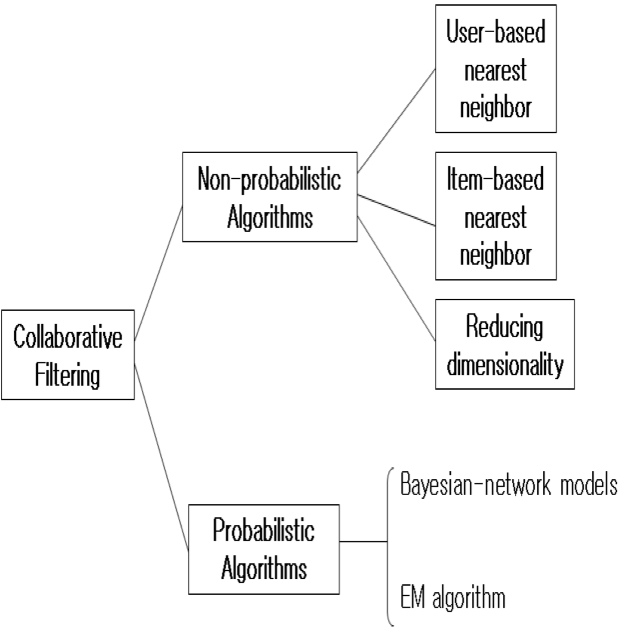 User-based
nearest
neighbor
Non-probabilistic
Algorithms
Item-based
nearest
neighbor
Reducing
dimensionality
Collaborative
Filtering
Probabilistic
Algorithms
Bayesian-network models
EM algorithm